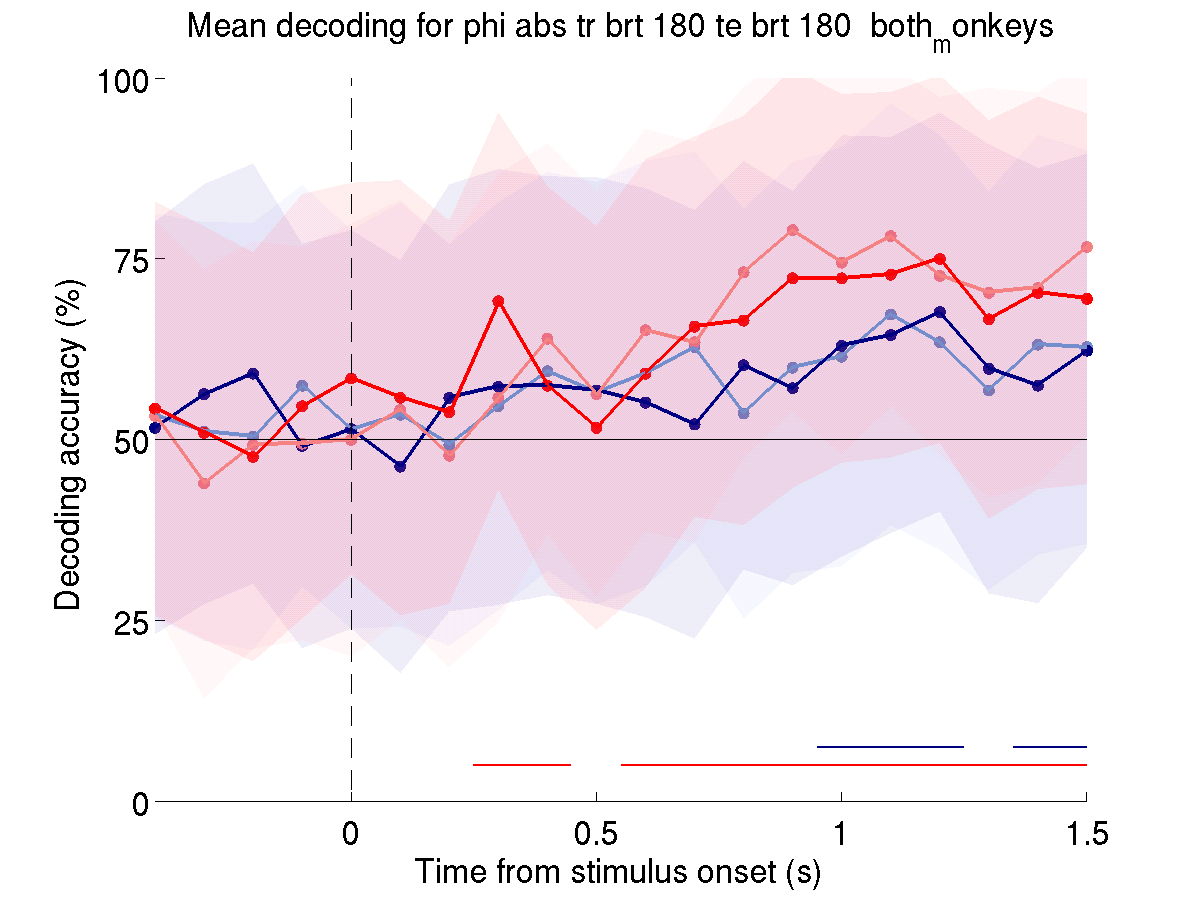 Mean decoding for phi abs tr brt 180 te brt 180 both_monkeys
100
75
50
25
0
Decoding accuracy (%)
0 0.5 1 1.5
Time from stimulus onset (s)